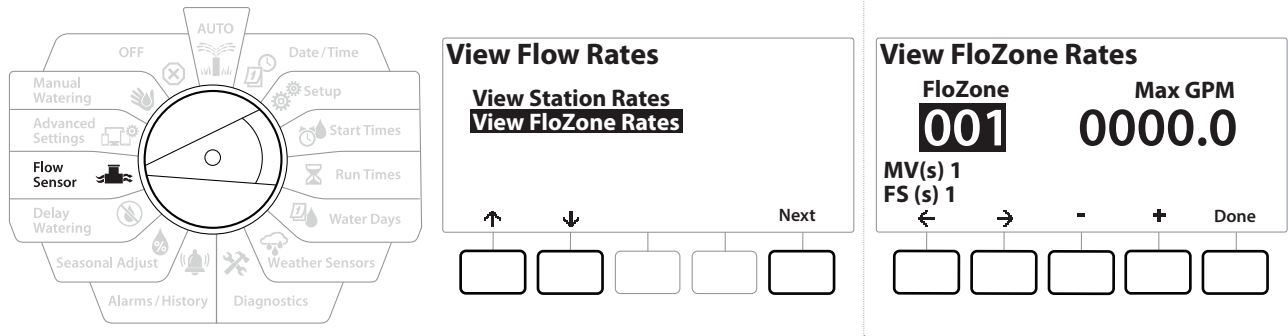 AUTO
OFF
Date / Time
Manual
Watering
Setup
Advanced
Settings
Start Times
Flow
Sensor
Run Times
Delay
Watering
Water Days
Seasonal Adjust
Weather Sensors
Alarms / History
Diagnostics
View Flow Rates
View Station Rates
View FloZone Rates
Next
View FloZone Rates
FloZone Max GPM
001 0000.0
MV(s) 1
FS (s) 1
- + Done